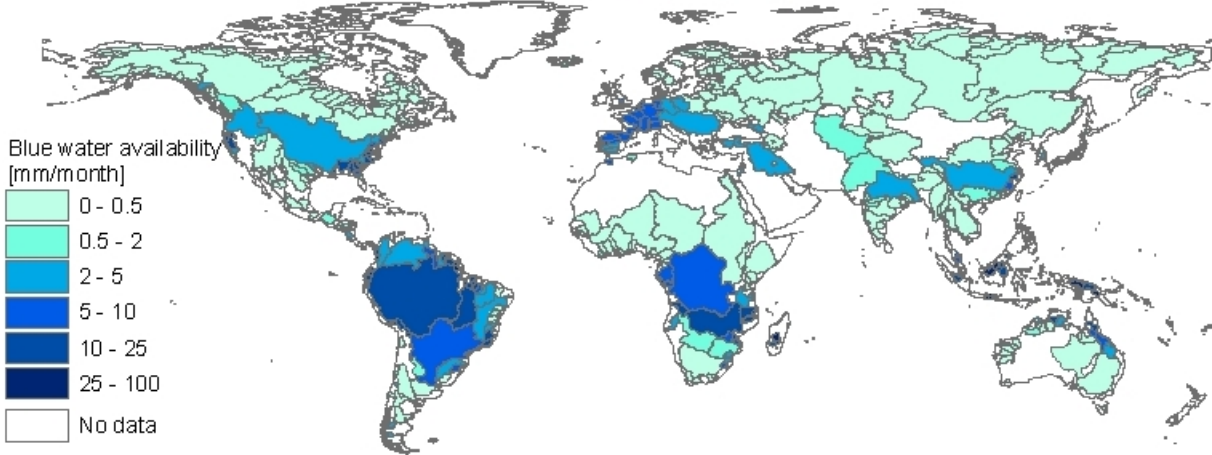 Blue water availability
[mm/month]
0 - 0.5
0.5 - 2
2 - 5
5 - 10
10 - 25
25 - 100
No data